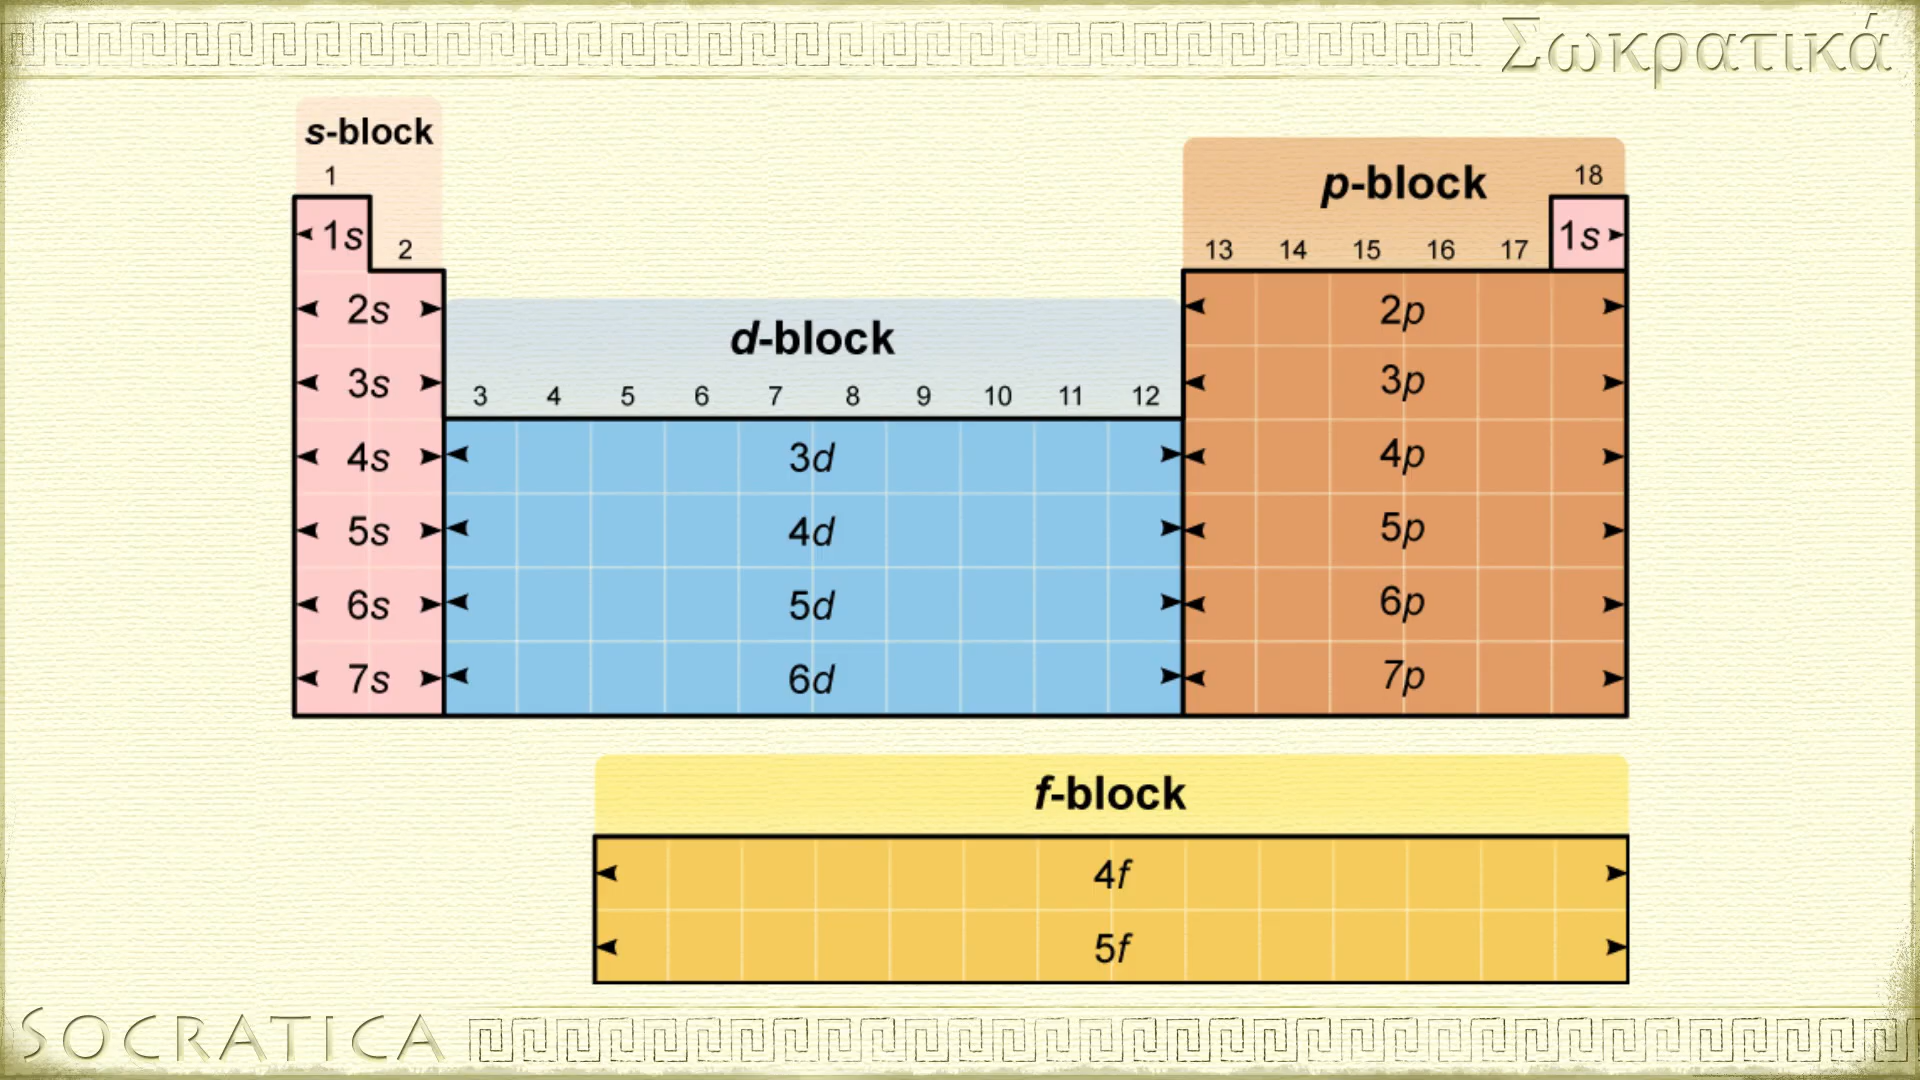 Σωκρατικά
s-block
p-block
1
18
1s
2
13 14 15 16 17
1s
2s
2p
d-block
3s
3p
3 4 5 6 7 8 9 10 11 12
4s
3d
4p
5s
4d
5p
6s
5d
6p
7s
6d
7p
f-block
4f
5f
SOCRATICA